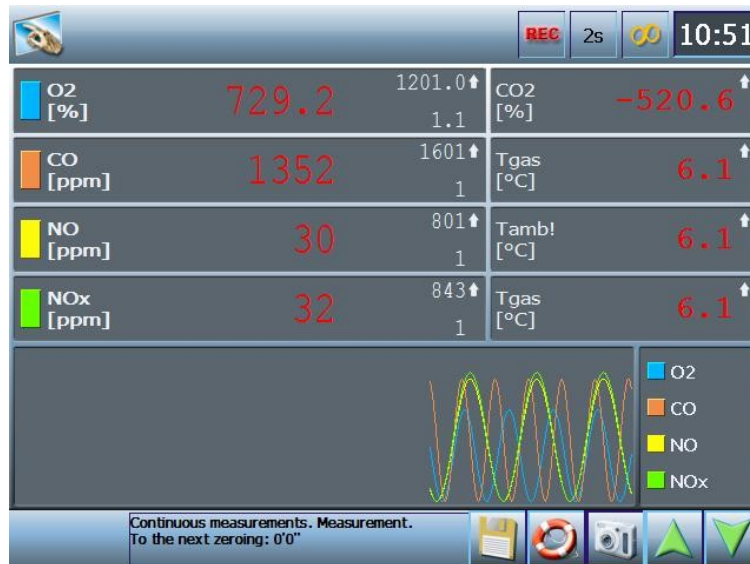 REC 2s 10:51
O2 [%] 729.2 1201.0 1.1
CO2 [%] -520.6
CO [ppm] 1352 1601 1
Tgas [°C] 6.1
NO [ppm] 30 801 1
Tamb! [°C] 6.1
NOx [ppm] 32 843 1
Tgas [°C] 6.1
O2
CO
NO
NOx
Continuous measurements. Measurement.
To the next zeroing: 0'0"